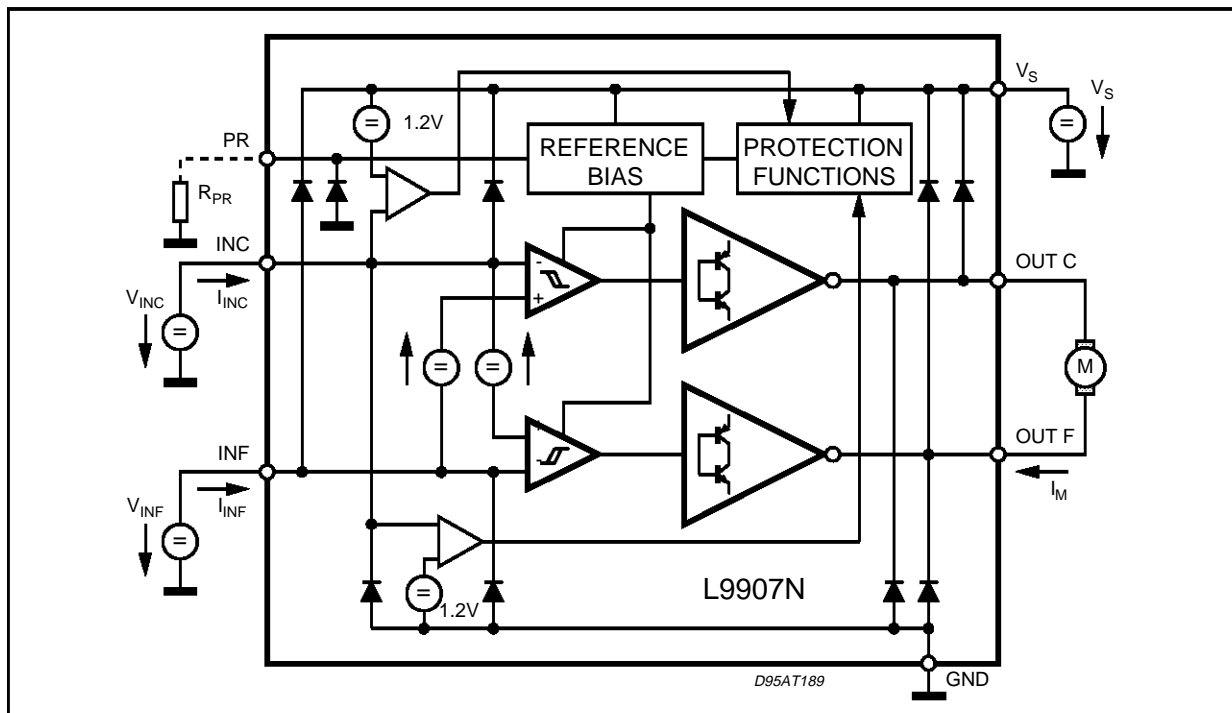 V_S
V_S
=
1.2V
=
PR
REFERENCE
BIAS
PROTECTION
FUNCTIONS
R_PR
INC
-
+
OUT C
V_INC
I_INC
=
=
=
M
INF
+
-
OUT F
V_INF
I_INF
I_M
=
=
1.2V
L9907N
D95AT189
GND